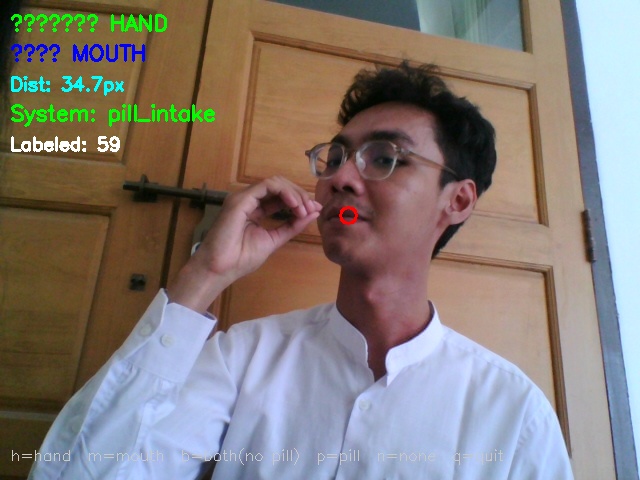 ??????? HAND
???? MOUTH
Dist: 34.7px
System: pill_intake
Labeled: 59
h=hand m=mouth b=both(no pill) p=pill n=none q=quit